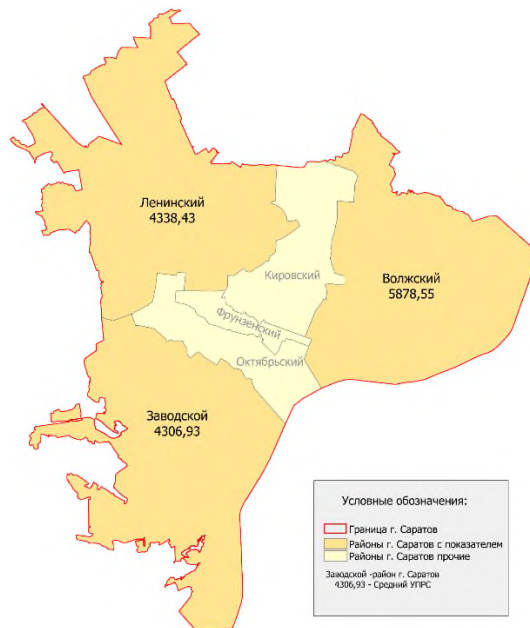 Ленинский
4338,43
Кировский
Волжский
5878,55
Фрунзенский
Октябрьский
Заводской
4306,93
Условные обозначения:
Граница г. Саратов
Районы г. Саратов с показателем
Районы г. Саратов прочие
Заводской -район г. Саратов
4306,93 - Средний УПРС